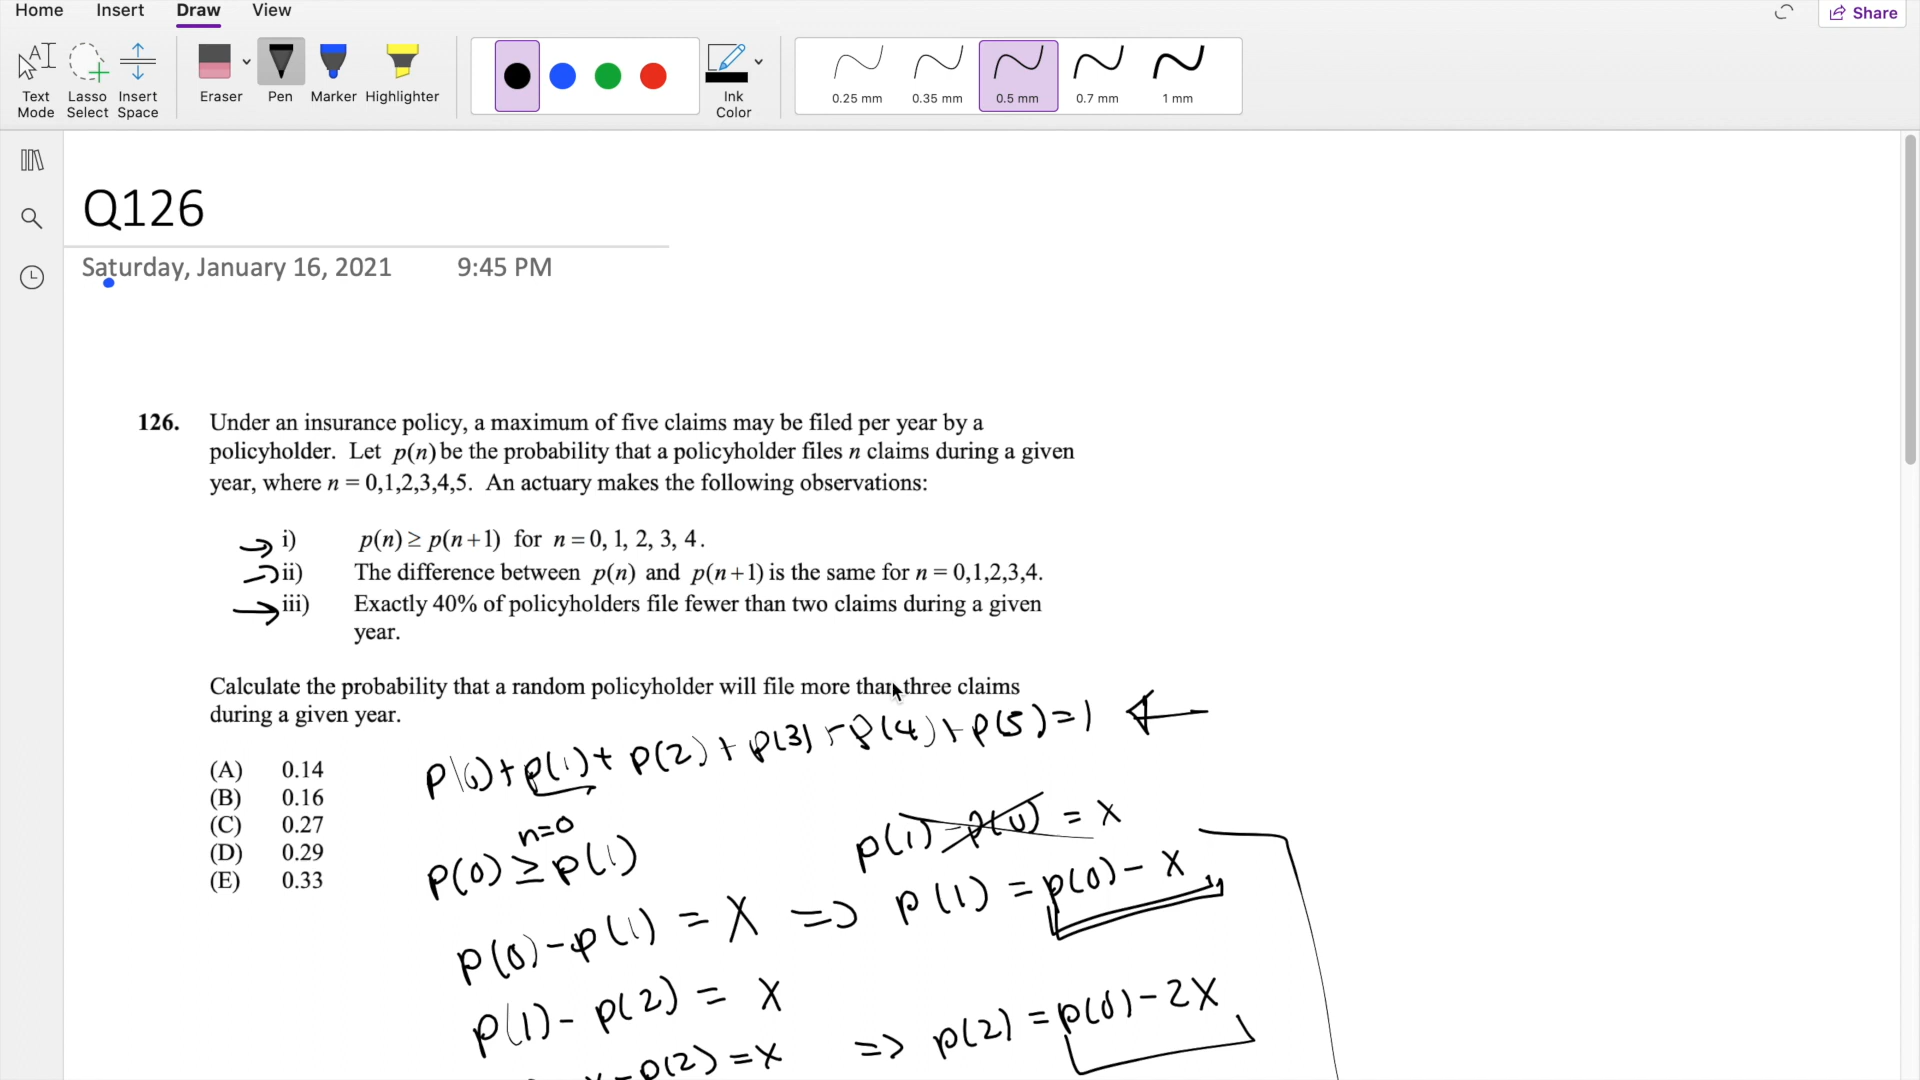 Home Insert Draw View
Share
Text Mode
Lasso Select
Insert Space
Eraser
Pen
Marker
Highlighter
Ink Color
0.25 mm
0.35 mm
0.5 mm
0.7 mm
1 mm
Q126
Saturday, January 16, 2021 9:45 PM
126. Under an insurance policy, a maximum of five claims may be filed per year by a
policyholder. Let p(n) be the probability that a policyholder files n claims during a given
year, where n = 0,1,2,3,4,5. An actuary makes the following observations:
i) p(n) ≥ p(n+1) for n = 0, 1, 2, 3, 4.
ii) The difference between p(n) and p(n+1) is the same for n = 0,1,2,3,4.
iii) Exactly 40% of policyholders file fewer than two claims during a given
year.
Calculate the probability that a random policyholder will file more than three claims
during a given year.
p(0)+p(1)+p(2)+p(3)+p(4)+p(5)=1
(A) 0.14
(B) 0.16
(C) 0.27
(D) 0.29
(E) 0.33
n=0
p(0) ≥ p(1)
p(1) - p(0) = x
p(0) - p(1) = X => p(1) = p(0) - x
p(1) - p(2) = X
=> p(2) = p(0) - 2X
x - p(2) = x